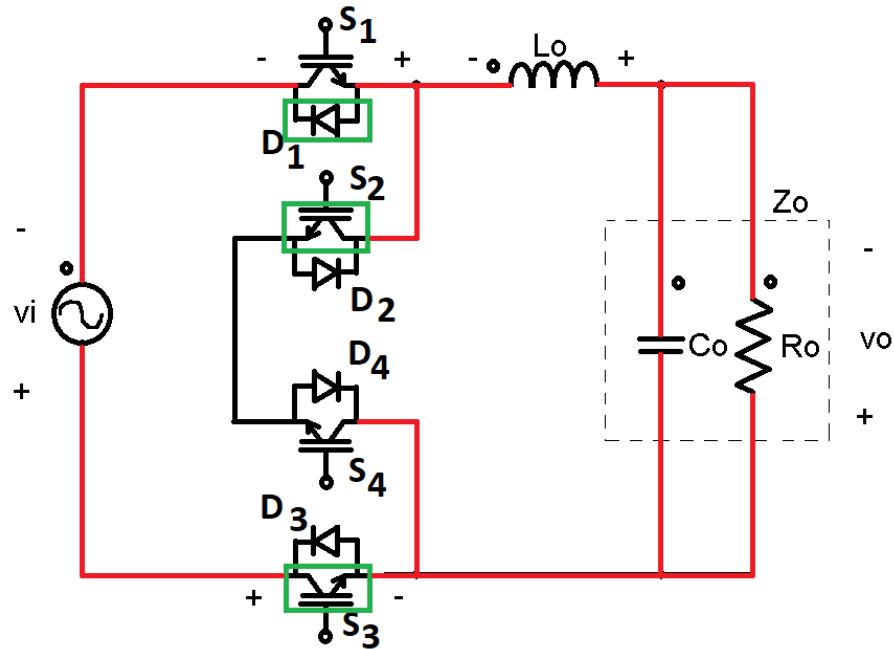 S1
- + - Lo +
D1
S2
Zo
- -
vi D2
D4 Co Ro vo
+ +
S4
D3
+ -
S3